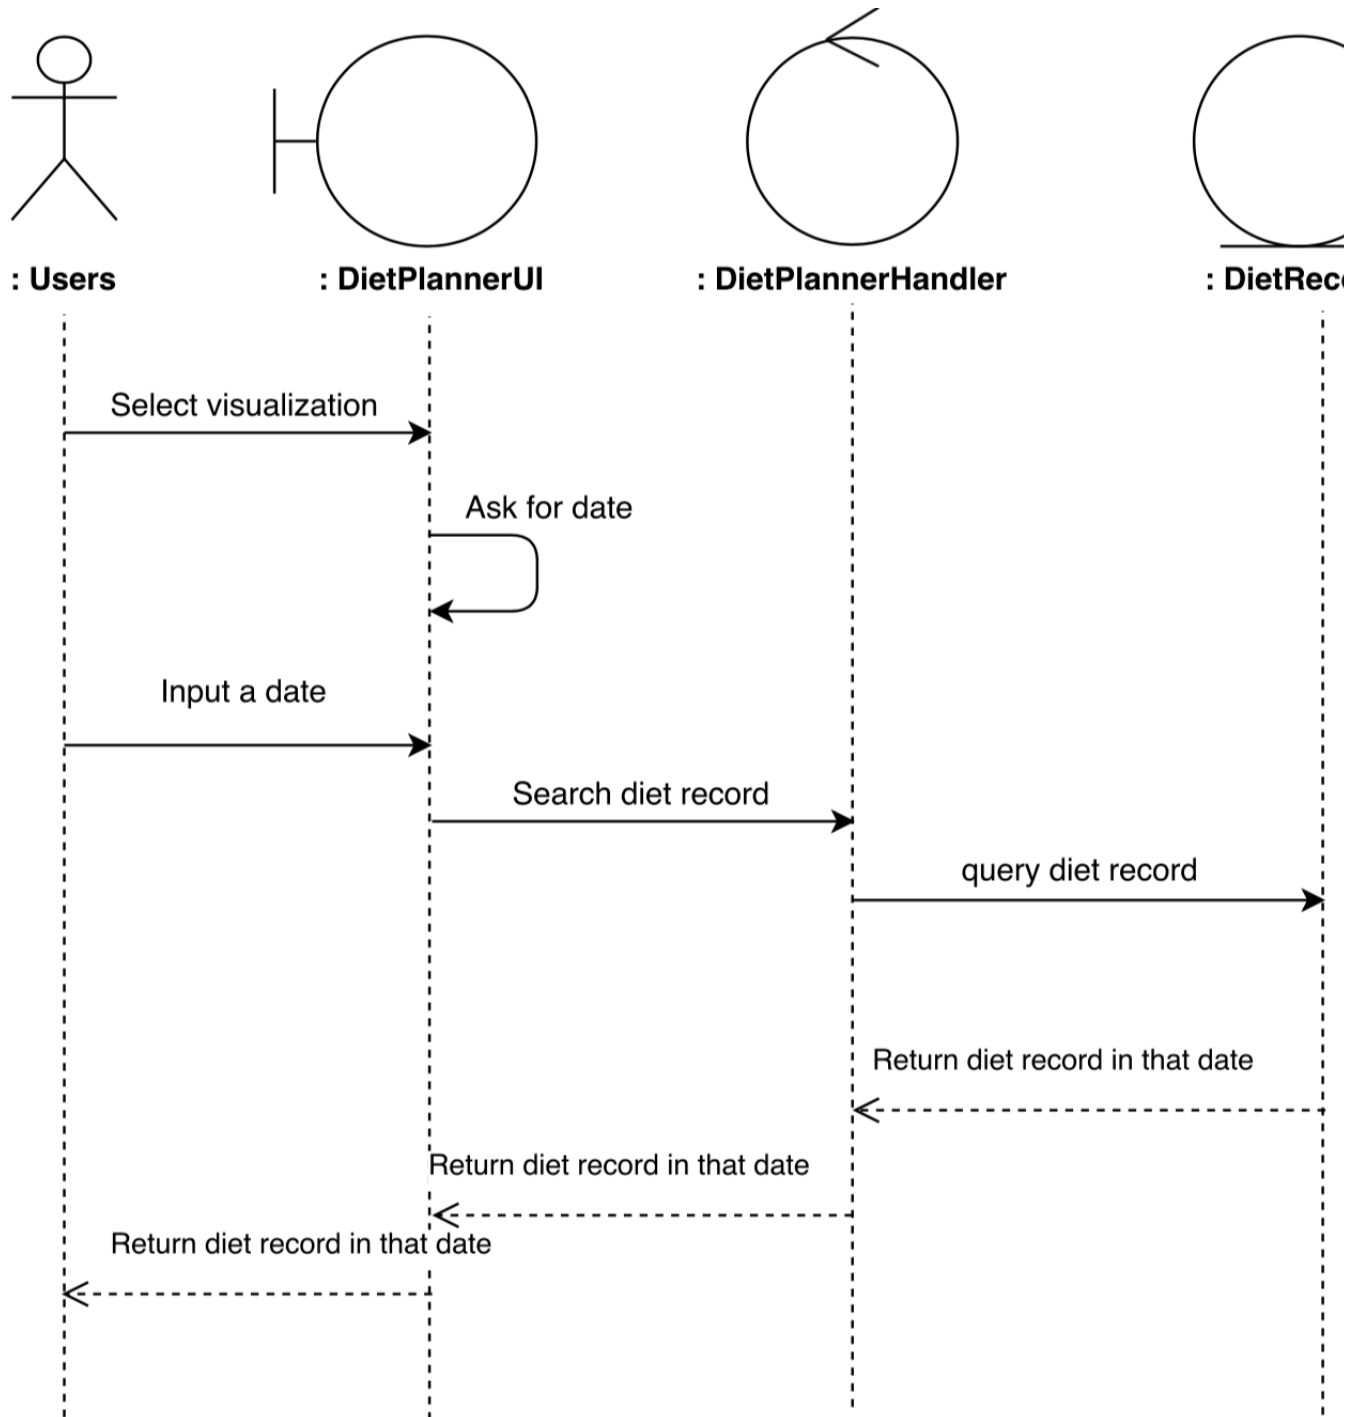 : Users
: DietPlannerUI
: DietPlannerHandler
:
Select visualization
Ask for date
Input a date
Search diet record
query diet record
Return diet record in that date
Return diet record in that date
Return diet record in that date